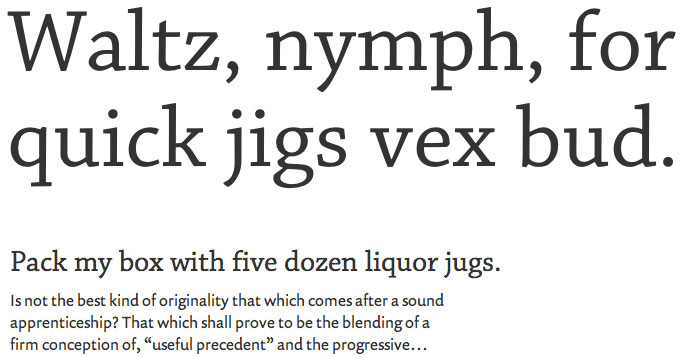 Waltz, nymph, for
quick jigs vex bud.
Pack my box with five dozen liquor jugs.
Is not the best kind of originality that which comes after a sound
apprenticeship? That which shall prove to be the blending of a
firm conception of, “useful precedent” and the progressive…